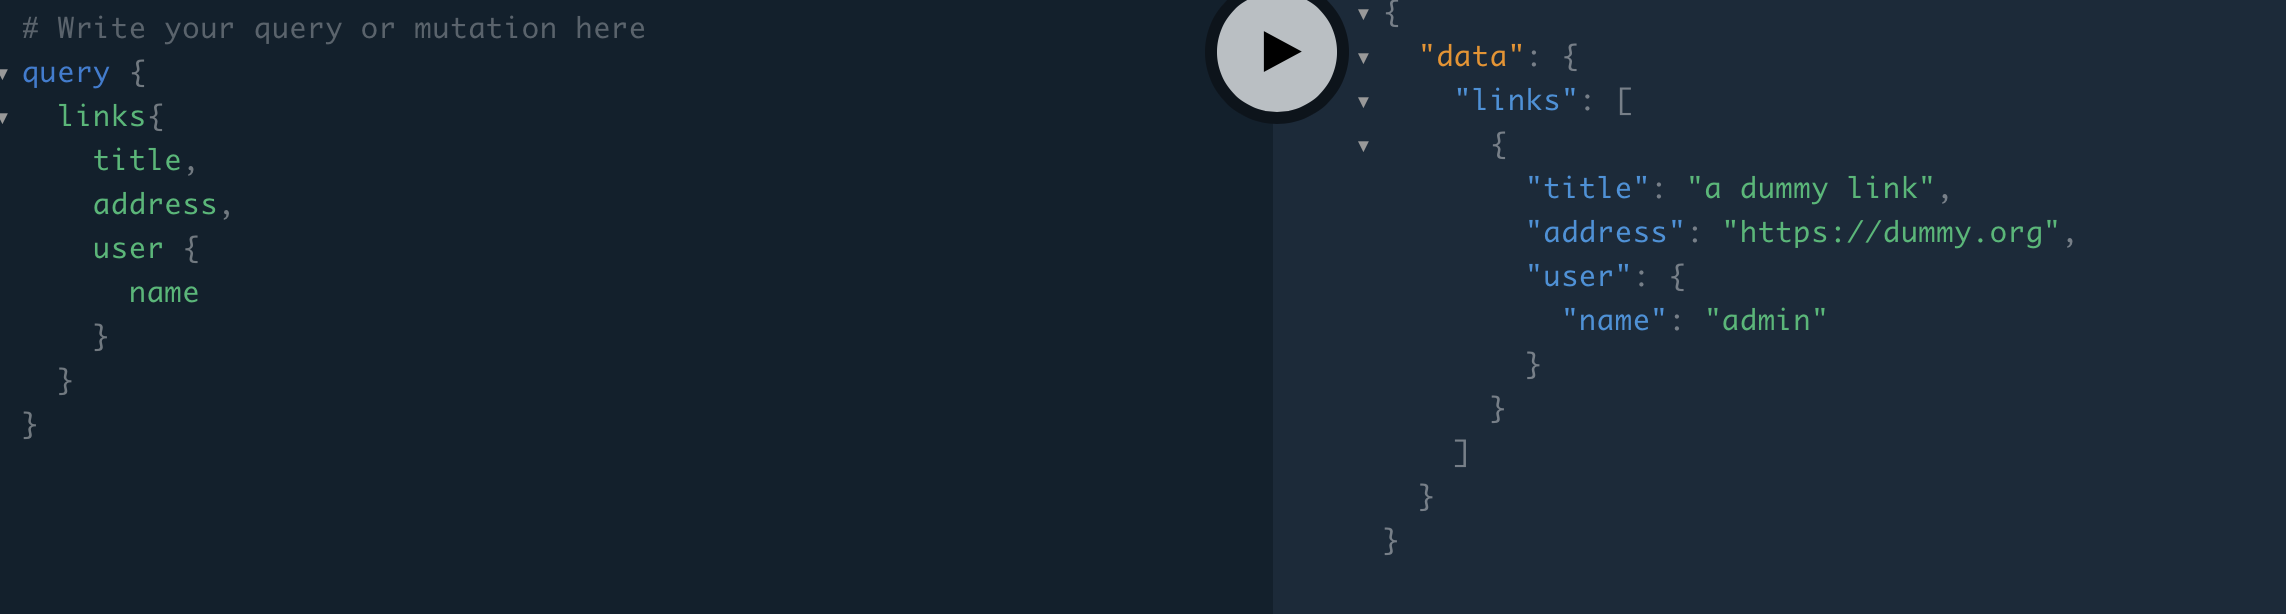 # Write your query or mutation here
query {
  links{
    title,
    address,
    user {
      name
    }
  }
}
{
  "data": {
    "links": [
      {
        "title": "a dummy link",
        "address": "https://dummy.org",
        "user": {
          "name": "admin"
        }
      }
    ]
  }
}